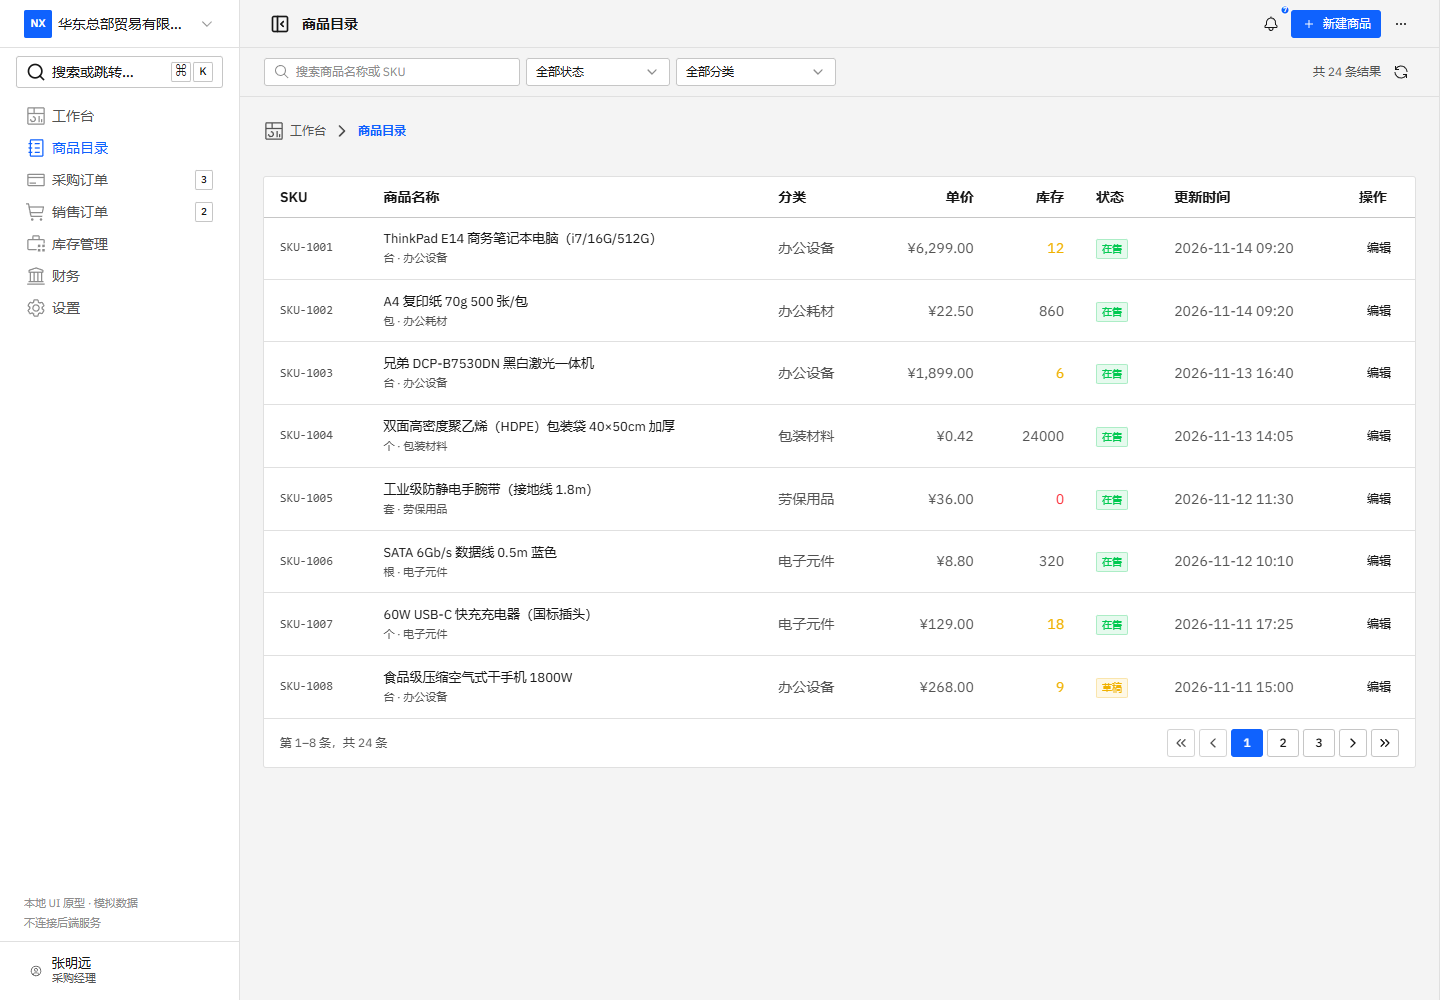 NX 华东总部贸易有限...
搜索或跳转... ⌘ K
工作台
商品目录
采购订单 3
销售订单 2
库存管理
财务
设置
本地 UI 原型 · 模拟数据
不连接后端服务
张明远
采购经理
商品目录
? + 新建商品 ...
搜索商品名称或 SKU 全部状态 全部分类 共 24 条结果
工作台 > 商品目录
SKU 商品名称 分类 单价 库存 状态 更新时间 操作
SKU-1001 ThinkPad E14 商务笔记本电脑（i7/16G/512G） 办公设备 ¥6,299.00 12 在售 2026-11-14 09:20 编辑
台 · 办公设备
SKU-1002 A4 复印纸 70g 500 张/包 办公耗材 ¥22.50 860 在售 2026-11-14 09:20 编辑
包 · 办公耗材
SKU-1003 兄弟 DCP-B7530DN 黑白激光一体机 办公设备 ¥1,899.00 6 在售 2026-11-13 16:40 编辑
台 · 办公设备
SKU-1004 双面高密度聚乙烯（HDPE）包装袋 40×50cm 加厚 包装材料 ¥0.42 24000 在售 2026-11-13 14:05 编辑
个 · 包装材料
SKU-1005 工业级防静电手腕带（接地线 1.8m） 劳保用品 ¥36.00 0 在售 2026-11-12 11:30 编辑
套 · 劳保用品
SKU-1006 SATA 6Gb/s 数据线 0.5m 蓝色 电子元件 ¥8.80 320 在售 2026-11-12 10:10 编辑
根 · 电子元件
SKU-1007 60W USB-C 快充充电器（国标插头） 电子元件 ¥129.00 18 在售 2026-11-11 17:25 编辑
个 · 电子元件
SKU-1008 食品级压缩空气式干手机 1800W 办公设备 ¥268.00 9 草稿 2026-11-11 15:00 编辑
台 · 办公设备
第 1–8 条，共 24 条 « ‹ 1 2 3 › »